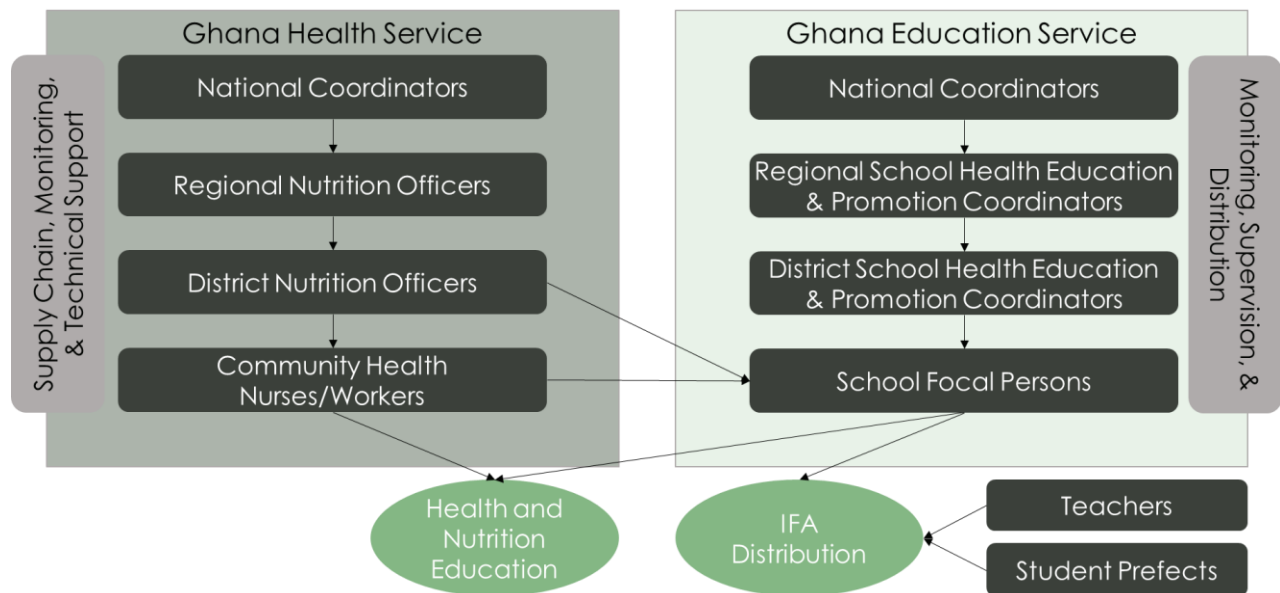 Ghana Health Service
Supply Chain, Monitoring,
& Technical Support
National Coordinators
Regional Nutrition Officers
District Nutrition Officers
Community Health
Nurses/Workers
Ghana Education Service
National Coordinators
Regional School Health Education
& Promotion Coordinators
District School Health Education
& Promotion Coordinators
School Focal Persons
Monitoring, Supervision, &
Distribution
Health and
Nutrition
Education
IFA
Distribution
Teachers
Student Prefects